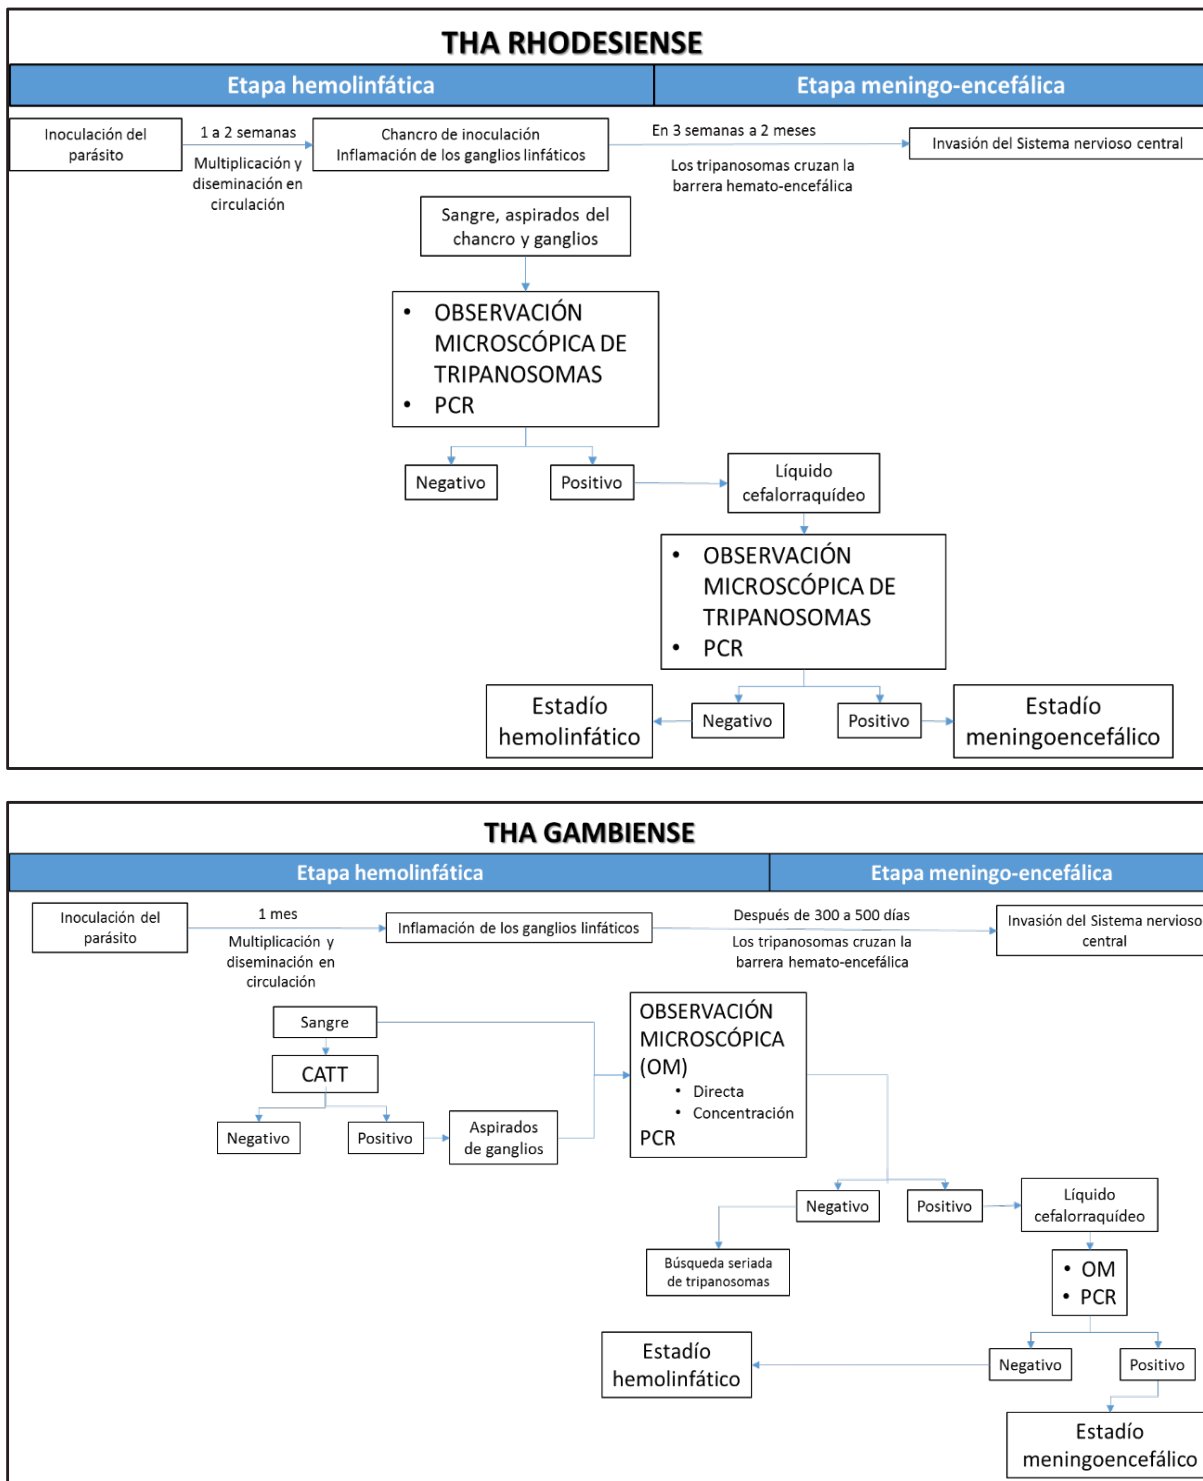 THA RHODESIENSE
Etapa hemolinfática
Etapa meningo-encefálica
Inoculación del
parásito
1 a 2 semanas
Multiplicación y
diseminación en
circulación
Chancro de inoculación
Inflamación de los ganglios linfáticos
En 3 semanas a 2 meses
Los tripanosomas cruzan la
barrera hemato-encefálica
Invasión del Sistema nervioso central
Sangre, aspirados del
chancro y ganglios
• OBSERVACIÓN
MICROSCÓPICA DE
TRIPANOSOMAS
• PCR
Negativo
Positivo
Líquido
cefalorraquídeo
• OBSERVACIÓN
MICROSCÓPICA DE
TRIPANOSOMAS
• PCR
Estadío
hemolinfático
Negativo
Positivo
Estadío
meningoencefálico
THA GAMBIENSE
Etapa hemolinfática
Etapa meningo-encefálica
Inoculación del
parásito
1 mes
Multiplicación y
diseminación en
circulación
Inflamación de los ganglios linfáticos
Después de 300 a 500 días
Los tripanosomas cruzan la
barrera hemato-encefálica
Invasión del Sistema nervioso
central
Sangre
CATT
Negativo
Positivo
Aspirados
de ganglios
OBSERVACIÓN
MICROSCÓPICA
(OM)
• Directa
• Concentración
PCR
Negativo
Positivo
Líquido
cefalorraquídeo
Búsqueda seriada
de tripanosomas
• OM
• PCR
Estadío
hemolinfático
Negativo
Positivo
Estadío
meningoencefálico